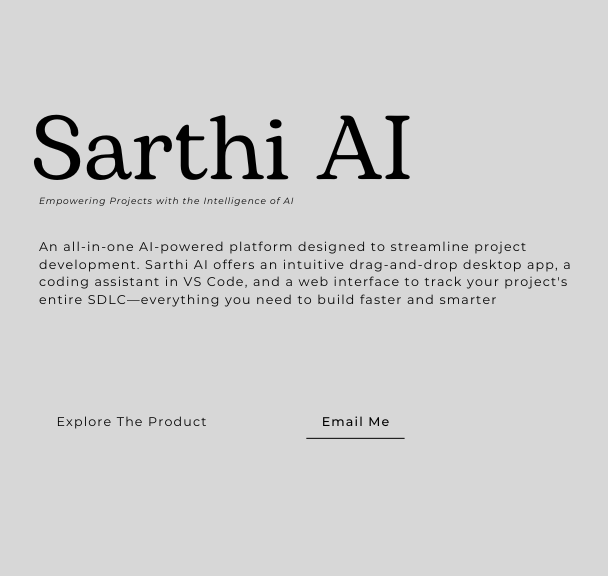 Sarthi AI
Empowering Projects with the Intelligence of AI
An all-in-one AI-powered platform designed to streamline project
development. Sarthi AI offers an intuitive drag-and-drop desktop app, a
coding assistant in VS Code, and a web interface to track your project's
entire SDLC—everything you need to build faster and smarter
Explore The Product
Email Me